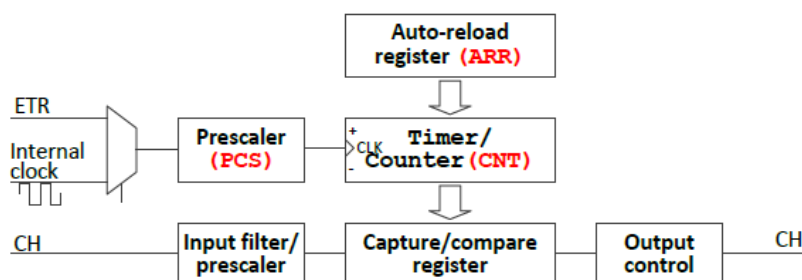 Auto-reload
register (ARR)
ETR
Internal
clock
Prescaler
(PCS)
+
CLK
-
Timer/
Counter(CNT)
CH
Input filter/
prescaler
Capture/compare
register
Output
control
CH